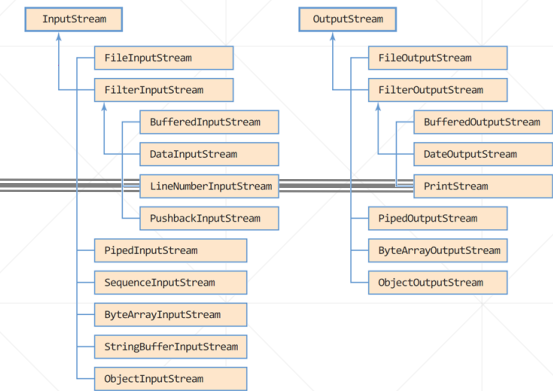 InputStream
FileInputStream
FilterInputStream
BufferedInputStream
DataInputStream
LineNumberInputStream
PushbackInputStream
PipedInputStream
SequenceInputStream
ByteArrayInputStream
StringBufferInputStream
ObjectInputStream
OutputStream
FileOutputStream
FilterOutputStream
BufferedOutputStream
DateOutputStream
PrintStream
PipedOutputStream
ByteArrayOutputStream
ObjectOutputStream